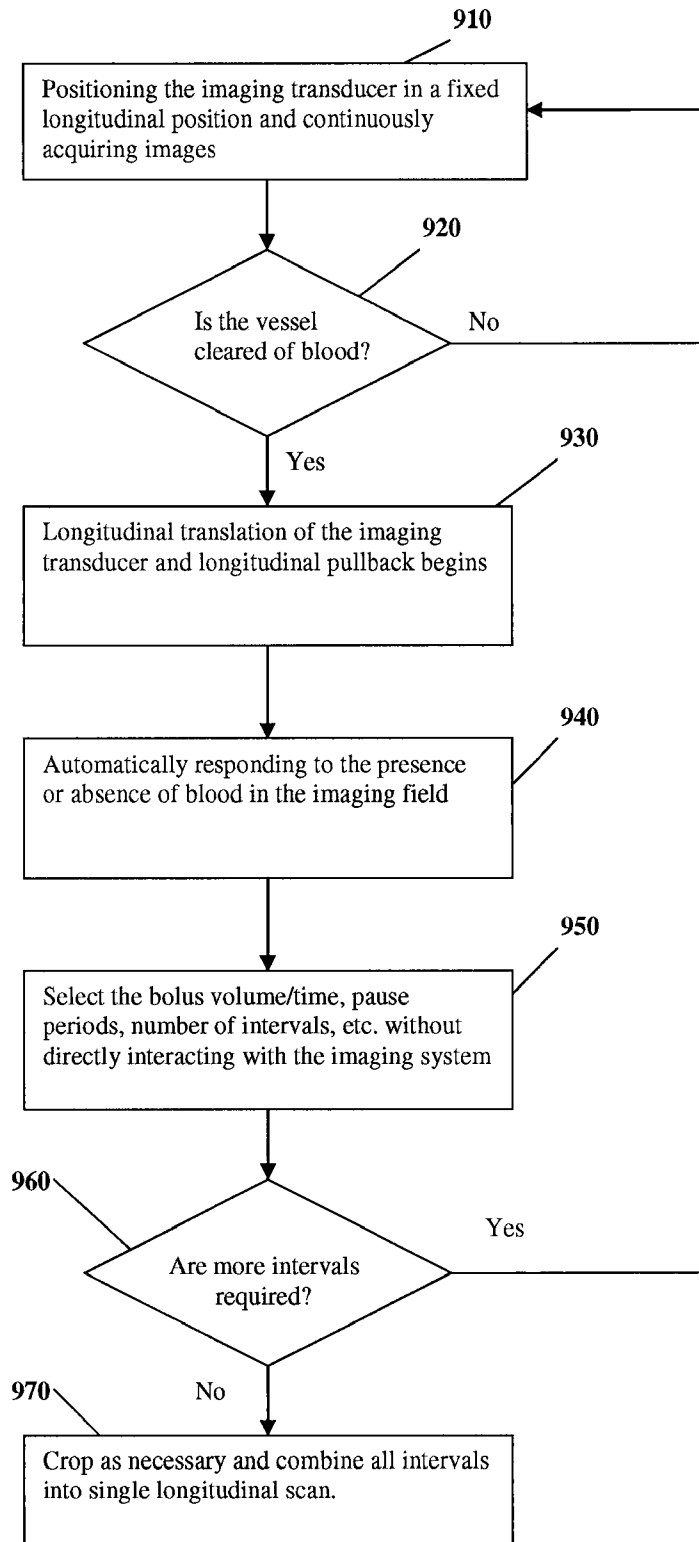 910
Positioning the imaging transducer in a fixed
longitudinal position and continuously
acquiring images
920
Is the vessel
cleared of blood?
No
Yes
930
Longitudinal translation of the imaging
transducer and longitudinal pullback begins
940
Automatically responding to the presence
or absence of blood in the imaging field
950
Select the bolus volume/time, pause
periods, number of intervals, etc. without
directly interacting with the imaging system
960
Are more intervals
required?
Yes
No
970
Crop as necessary and combine all intervals
into single longitudinal scan.